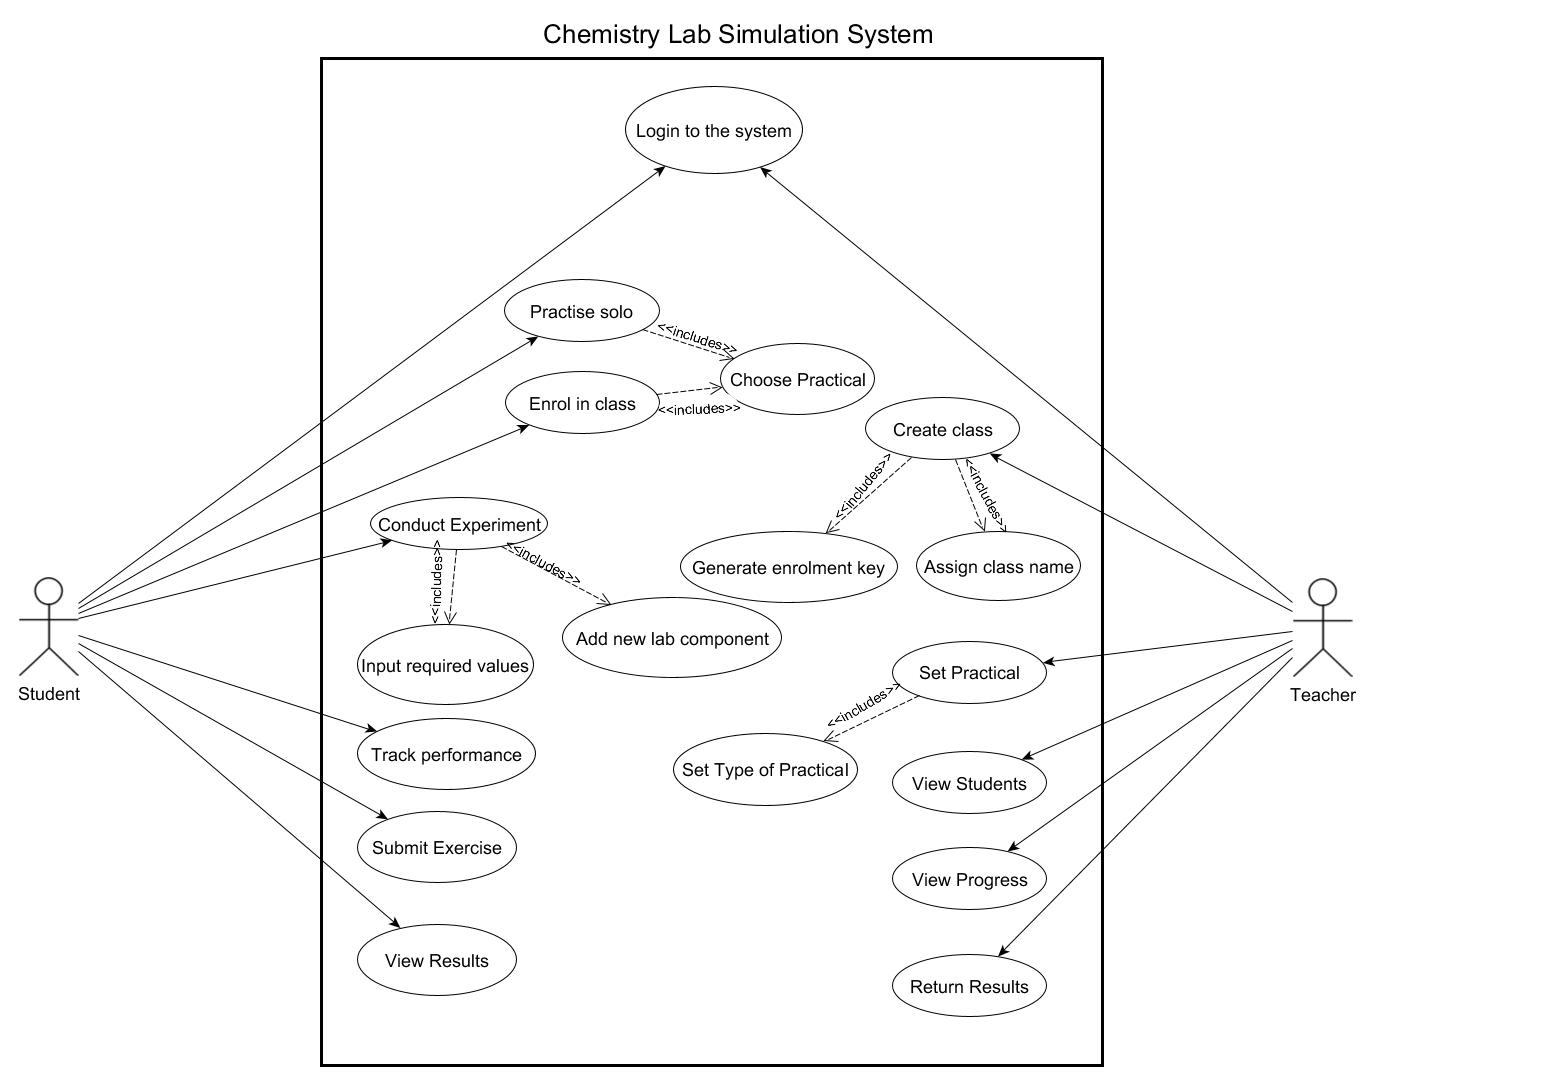 Chemistry Lab Simulation System
Login to the system
Practise solo
<<includes>>
Choose Practical
Enrol in class
<<includes>>
Create class
<<includes>>
<<includes>>
Conduct Experiment
<<includes>>
<<includes>>
Generate enrolment key
Assign class name
Add new lab component
Input required values
Set Practical
Student
Teacher
<<includes>>
Track performance
Set Type of Practical
View Students
Submit Exercise
View Progress
View Results
Return Results